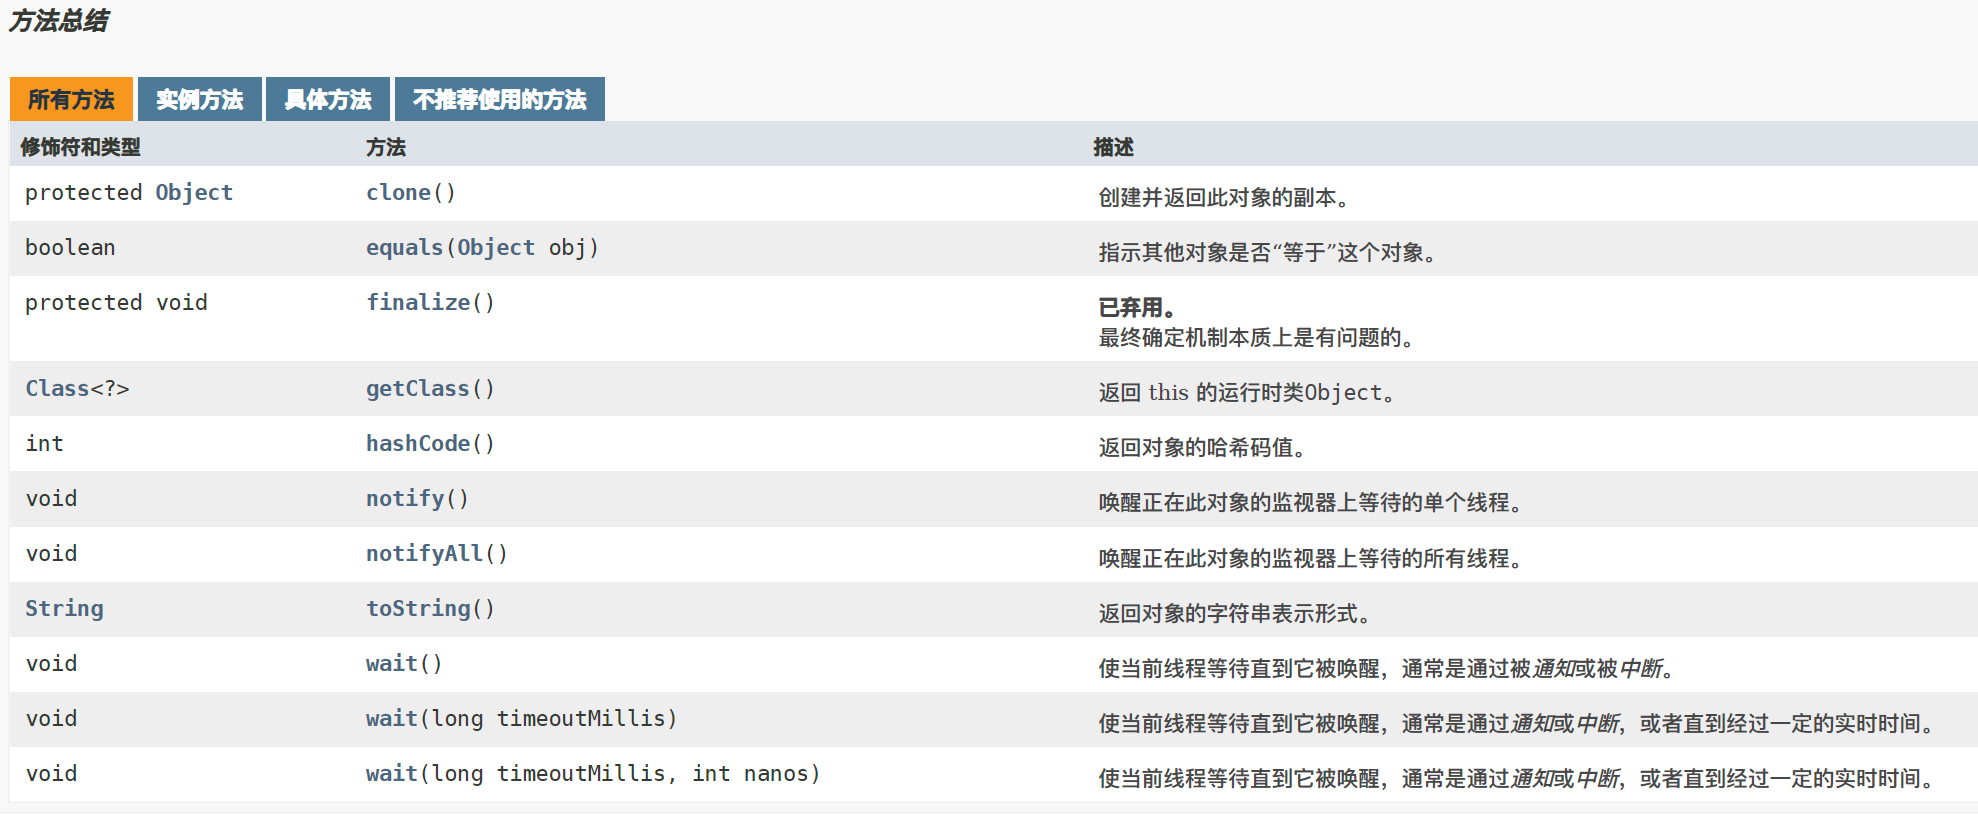 方法总结
所有方法 实例方法 具体方法 不推荐使用的方法
修饰符和类型 方法 描述
protected Object clone() 创建并返回此对象的副本。
boolean equals(Object obj) 指示其他对象是否“等于”这个对象。
protected void finalize() 已弃用。
最终确定机制本质上是有问题的。
Class<?> getClass() 返回 this 的运行时类Object。
int hashCode() 返回对象的哈希码值。
void notify() 唤醒正在此对象的监视器上等待的单个线程。
void notifyAll() 唤醒正在此对象的监视器上等待的所有线程。
String toString() 返回对象的字符串表示形式。
void wait() 使当前线程等待直到它被唤醒，通常是通过被通知或被中断。
void wait(long timeoutMillis) 使当前线程等待直到它被唤醒，通常是通过通知或中断，或者直到经过一定的实时时间。
void wait(long timeoutMillis, int nanos) 使当前线程等待直到它被唤醒，通常是通过通知或中断，或者直到经过一定的实时时间。